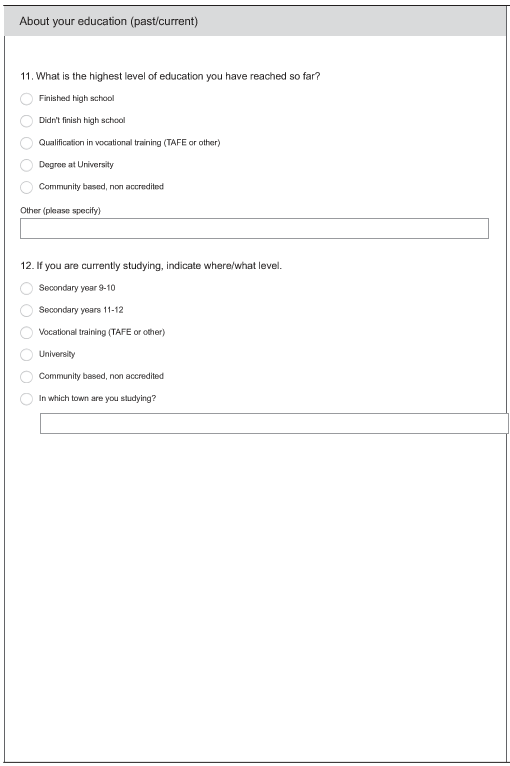 About your education (past/current)
11. What is the highest level of education you have reached so far?
Finished high school
Didn't finish high school
Qualification in vocational training (TAFE or other)
Degree at University
Community based, non accredited
Other (please specify)
12. If you are currently studying, indicate where/what level.
Secondary year 9-10
Secondary years 11-12
Vocational training (TAFE or other)
University
Community based, non accredited
In which town are you studying?